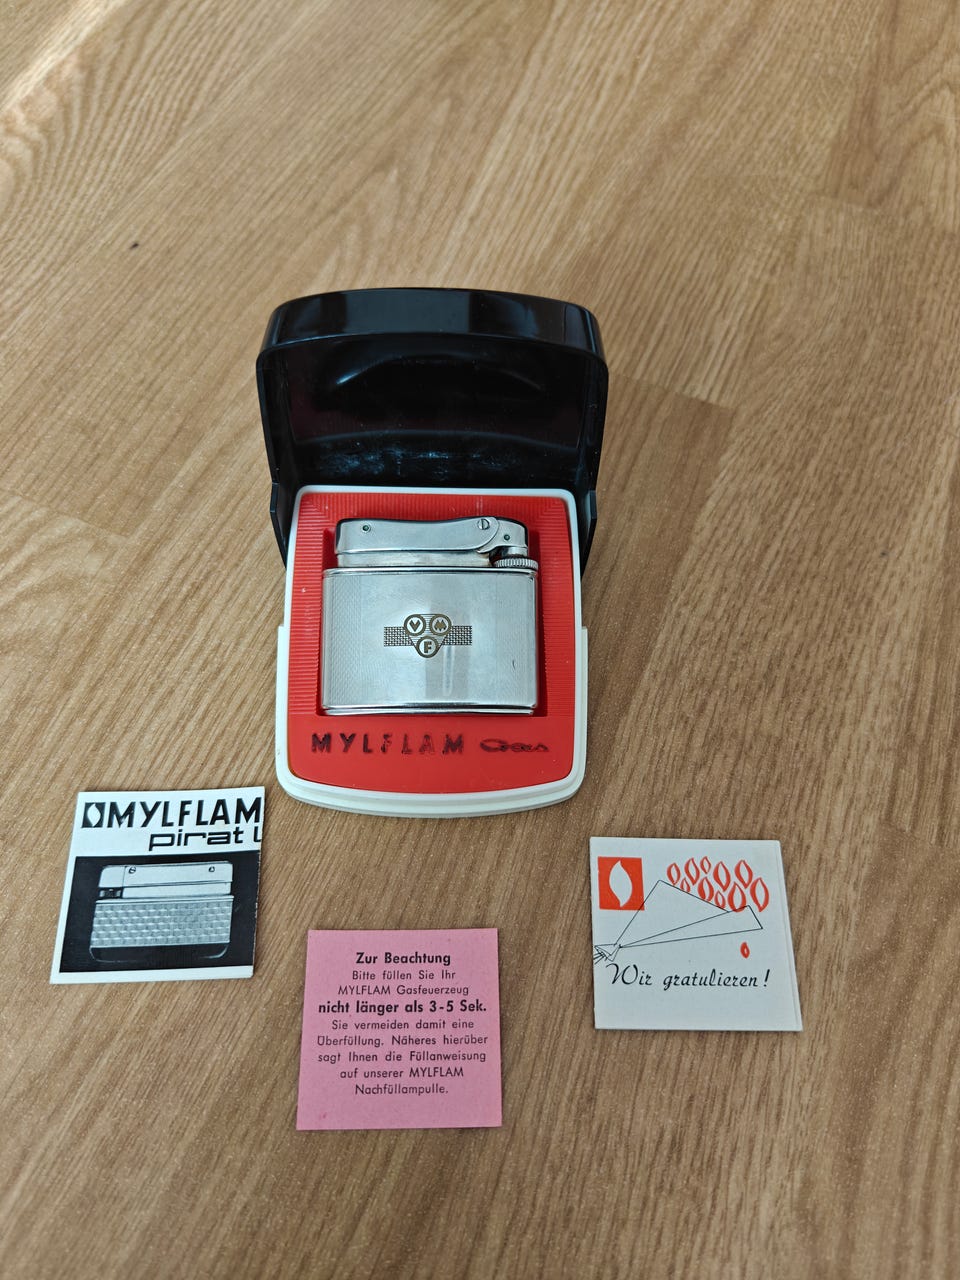 V M
F
MYLFLAM Gas
MYLFLAM
pirat
Zur Beachtung
Bitte füllen Sie Ihr
MYLFLAM Gasfeuerzeug
nicht länger als 3-5 Sek.
Sie vermeiden damit eine
Überfüllung. Näheres hierüber
sagt Ihnen die Füllanweisung
auf unserer MYLFLAM
Nachfüllampulle.
Wir gratulieren!